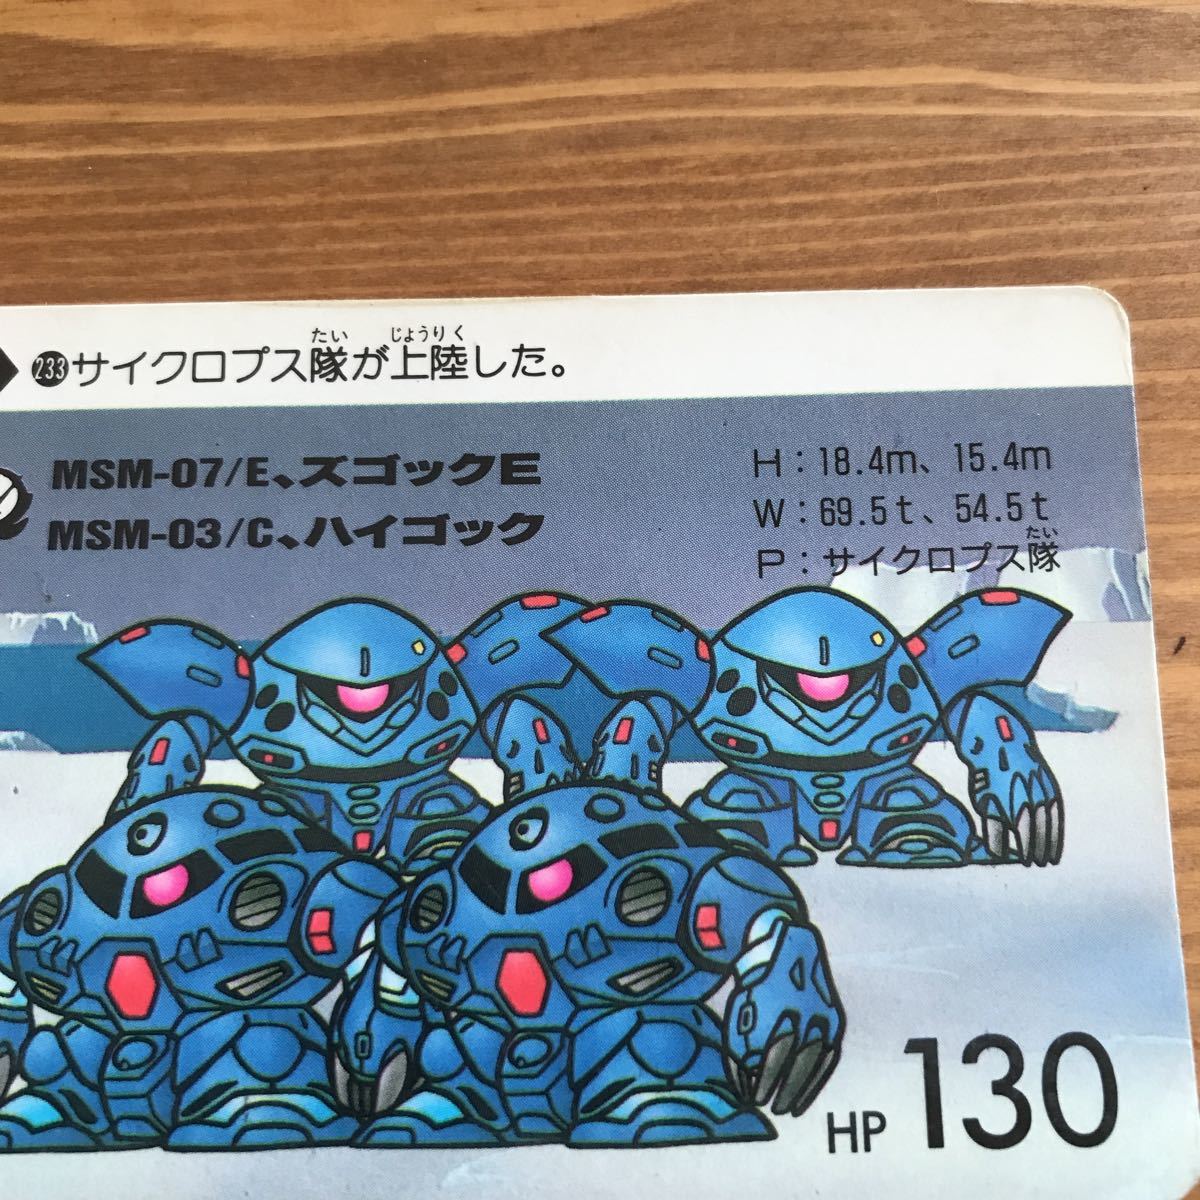 たい じょうりく
233 サイクロプス隊が上陸した。
MSM-07/E、ズゴックE
MSM-03/C、ハイゴック
H：18.4m、15.4m
W：69.5t、54.5t
たい
P：サイクロプス隊
HP 130